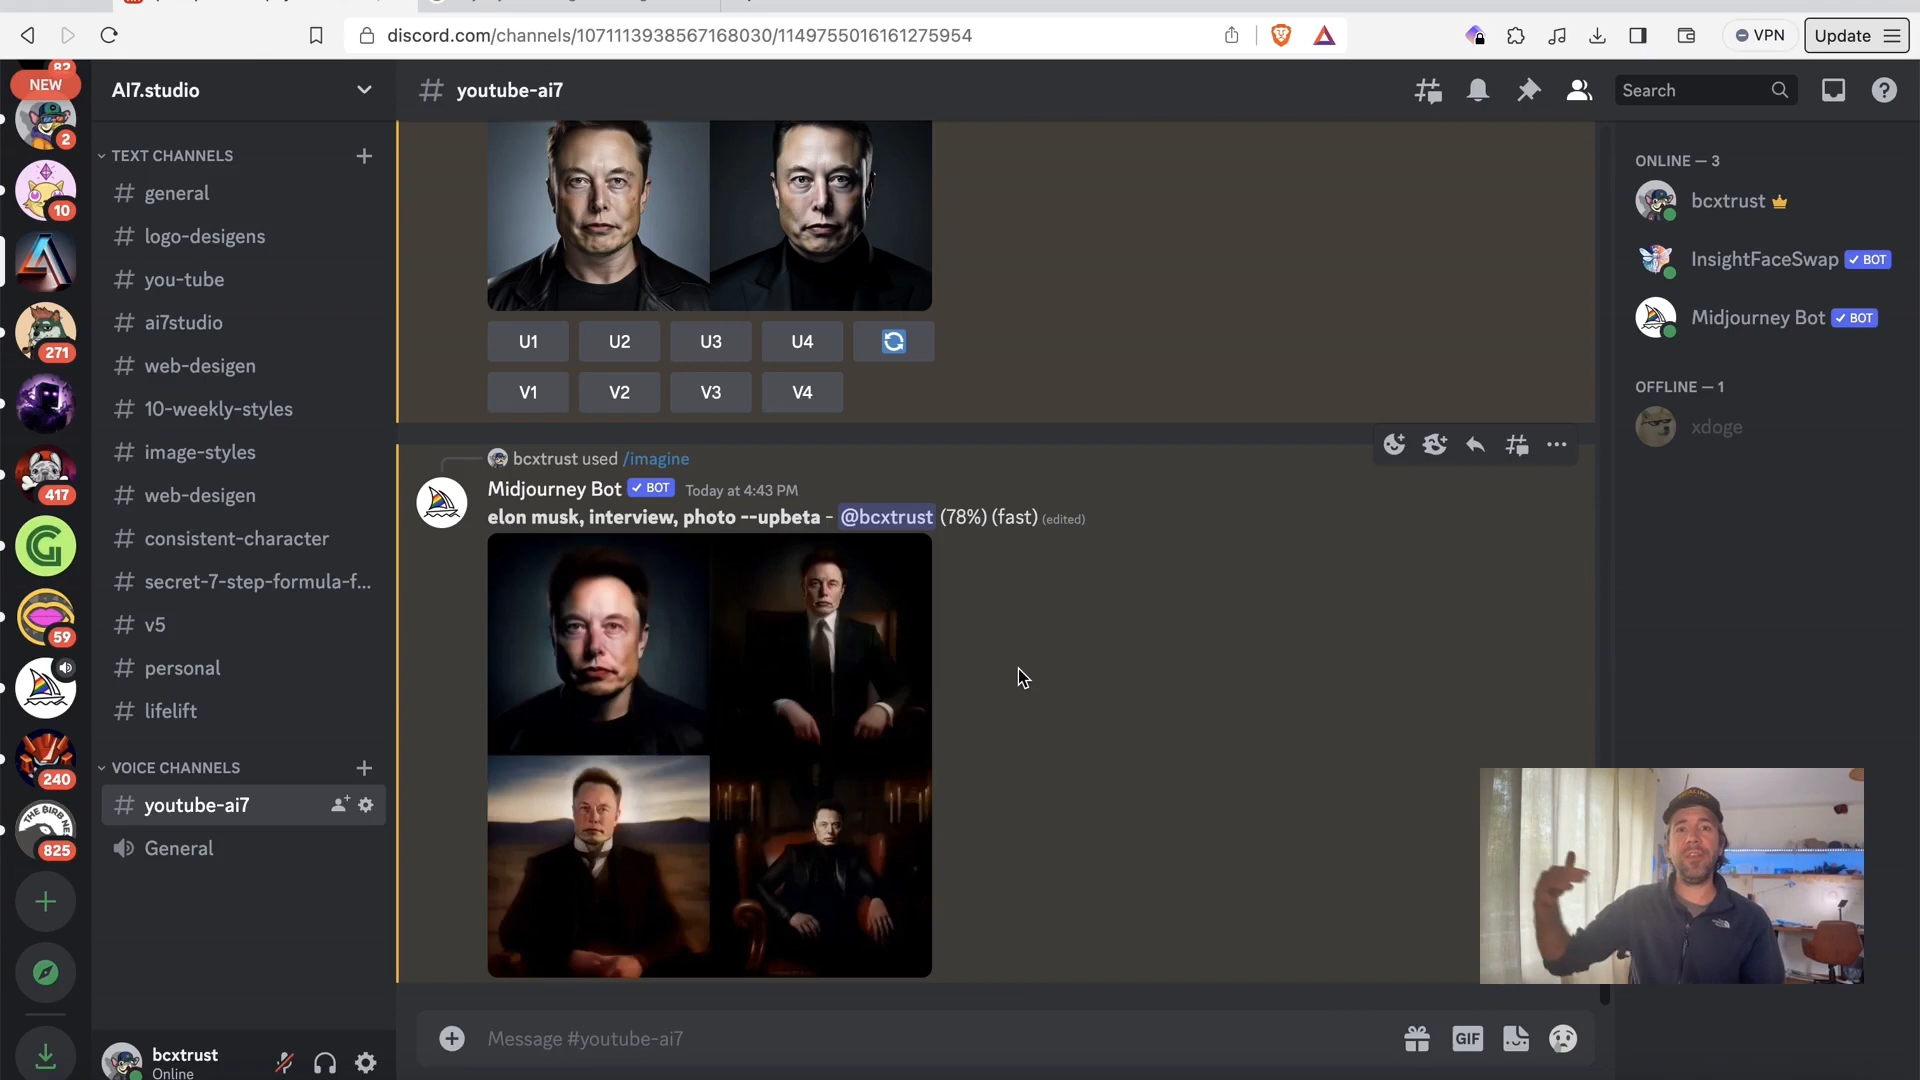 discord.com/channels/1071113938567168030/1149755016161275954
VPN
Update
82
NEW
2
10
271
417
59
240
THE BIRB NE
825
AI7.studio
TEXT CHANNELS
general
logo-desigens
you-tube
ai7studio
web-desigen
10-weekly-styles
image-styles
web-desigen
consistent-character
secret-7-step-formula-f...
v5
personal
lifelift
VOICE CHANNELS
youtube-ai7
General
bcxtrust
Online
youtube-ai7
Search
U1 U2 U3 U4
V1 V2 V3 V4
bcxtrust used /imagine
Midjourney Bot BOT Today at 4:43 PM
elon musk, interview, photo --upbeta - @bcxtrust (78%) (fast) (edited)
Message #youtube-ai7
GIF
ONLINE — 3
bcxtrust
InsightFaceSwap BOT
Midjourney Bot BOT
OFFLINE — 1
xdoge